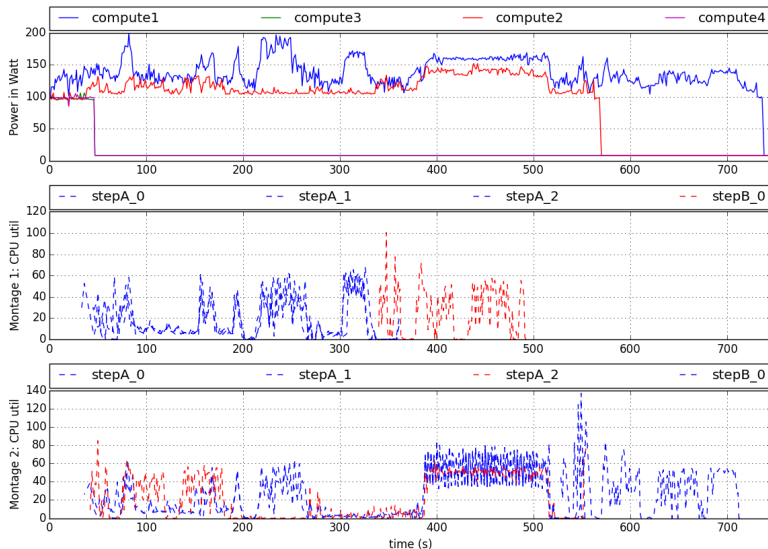 compute1 compute3 compute2 compute4
200
150
100
50
0
Power in Watt
0 100 200 300 400 500 600 700
stepA_0 stepA_1 stepA_2 stepB_0
120
100
80
60
40
20
0
Montage 1: CPU util
0 100 200 300 400 500 600 700
stepA_0 stepA_1 stepA_2 stepB_0
140
120
100
80
60
40
20
0
Montage 2: CPU util
0 100 200 300 400 500 600 700
time (s)